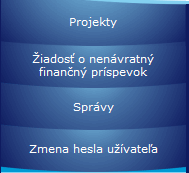 Projekty
Žiadosť o nenávratný
finančný príspevok
Správy
Zmena hesla užívateľa